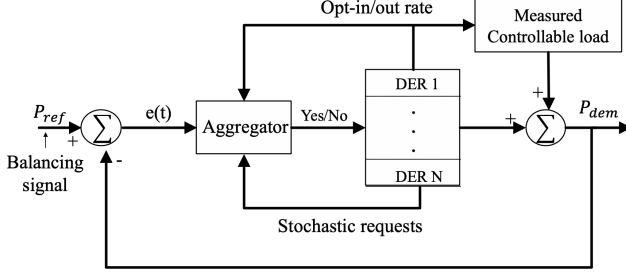 Opt-in/out rate
Measured
Controllable load
P_ref
+
Σ
-
e(t)
Balancing
signal
Aggregator
Yes/No
DER 1
.
.
.
DER N
+
+
Σ
P_dem
Stochastic requests